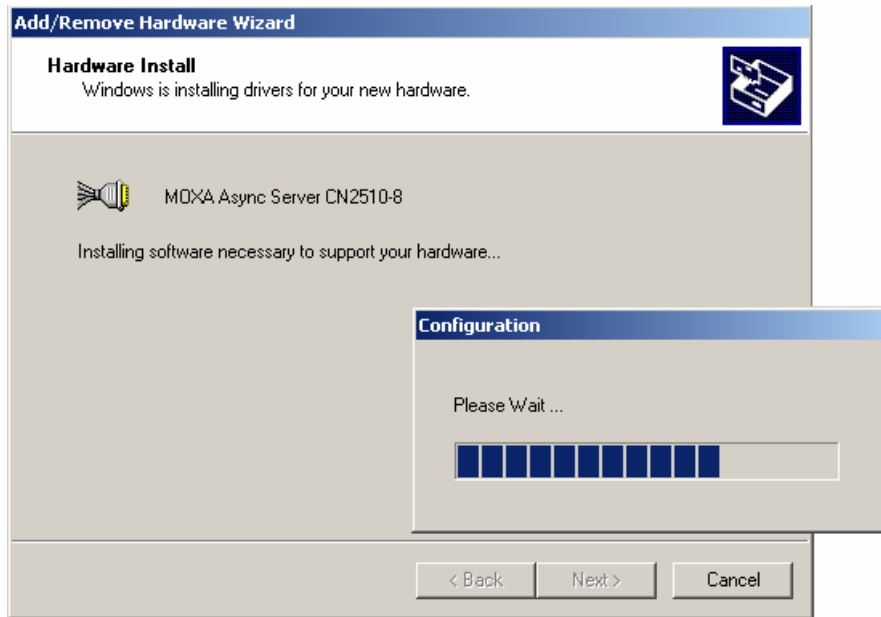 Add/Remove Hardware Wizard
Hardware Install
Windows is installing drivers for your new hardware.
MOXA Async Server CN2510-8
Installing software necessary to support your hardware...
Configuration
Please Wait ...
< Back
Next >
Cancel